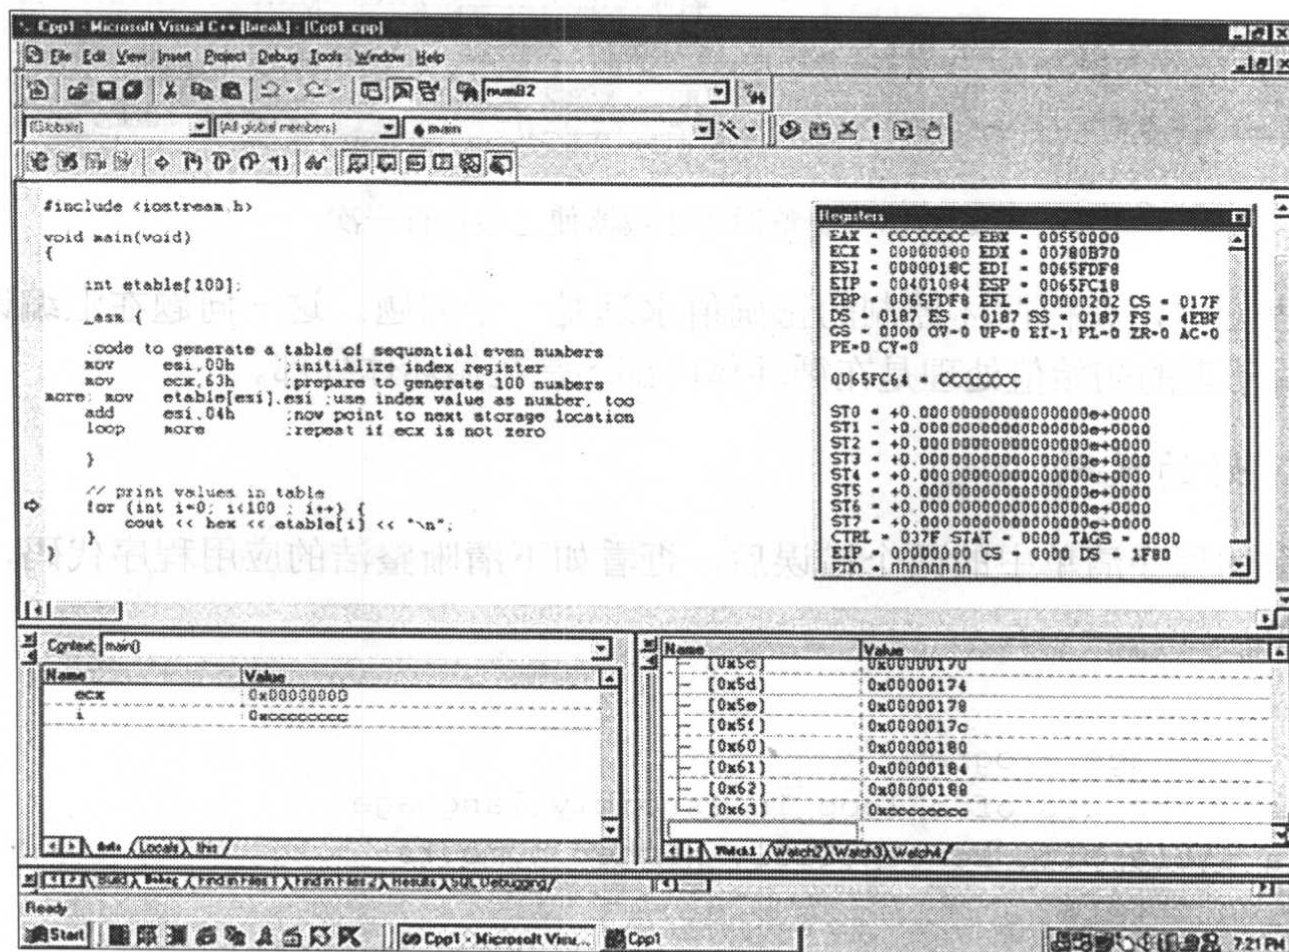 Cpp1 - Microsoft Visual C++ [break] - [Cpp1.cpp]
File Edit View Insert Project Debug Tools Window Help
numB2
(Globals) (All global members) main
#include <iostream.h>
void main(void)
{
int etable[100];
_asm {
;code to generate a table of sequential even numbers
mov esi,00h ;initialize index register
mov ecx,63h ;prepare to generate 100 numbers
more: mov etable[esi],esi ;use index value as number, too
add esi,04h ;now point to next storage location
loop more ;repeat if ecx is not zero
}
// print values in table
for (int i=0; i<100 ; i++) {
cout << hex << etable[i] << "\n";
}
}
Registers
EAX = CCCCCCCC EBX = 00550000
ECX = 00000000 EDX = 00780B70
ESI = 0000018C EDI = 0065FDF8
EIP = 00401084 ESP = 0065FC18
EBP = 0065FDF8 EFL = 00000202 CS = 017F
DS = 0187 ES = 0187 SS = 0187 FS = 4EBF
GS = 0000 OV=0 UP=0 EI=1 PL=0 ZR=0 AC=0
PE=0 CY=0
0065FC64 = CCCCCCCC
ST0 = +0.0000000000000000000e+0000
ST1 = +0.0000000000000000000e+0000
ST2 = +0.0000000000000000000e+0000
ST3 = +0.0000000000000000000e+0000
ST4 = +0.0000000000000000000e+0000
ST5 = +0.0000000000000000000e+0000
ST6 = +0.0000000000000000000e+0000
ST7 = +0.0000000000000000000e+0000
CTRL = 037F STAT = 0000 TAGS = 0000
EIP = 00000000 CS = 0000 DS = 1F80
EDO = 00000000
Context: main()
Name Value
ecx 0x00000000
i 0xcccccccc
Auto Locals this
Name Value
[0x5c] 0x00000170
[0x5d] 0x00000174
[0x5e] 0x00000178
[0x5f] 0x0000017c
[0x60] 0x00000180
[0x61] 0x00000184
[0x62] 0x00000188
[0x63] 0xcccccccc
Watch1 Watch2 Watch3 Watch4
Build Debug Find in Files 1 Find in Files 2 Results SQL Debugging
Ready
Start Cpp1 - Microsoft Visu... Cpp1 7:21 PM